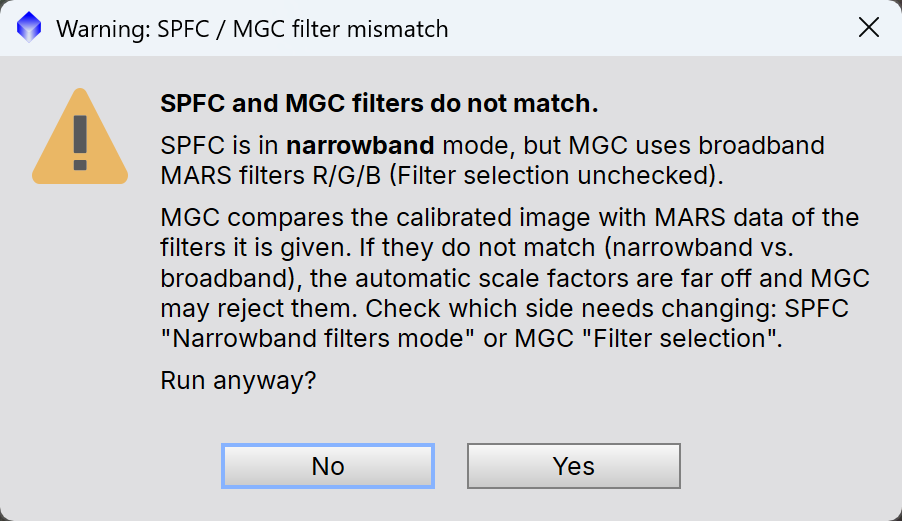 Warning: SPFC / MGC filter mismatch
SPFC and MGC filters do not match.
SPFC is in narrowband mode, but MGC uses broadband
MARS filters R/G/B (Filter selection unchecked).
MGC compares the calibrated image with MARS data of the
filters it is given. If they do not match (narrowband vs.
broadband), the automatic scale factors are far off and MGC
may reject them. Check which side needs changing: SPFC
"Narrowband filters mode" or MGC "Filter selection".
Run anyway?
No
Yes